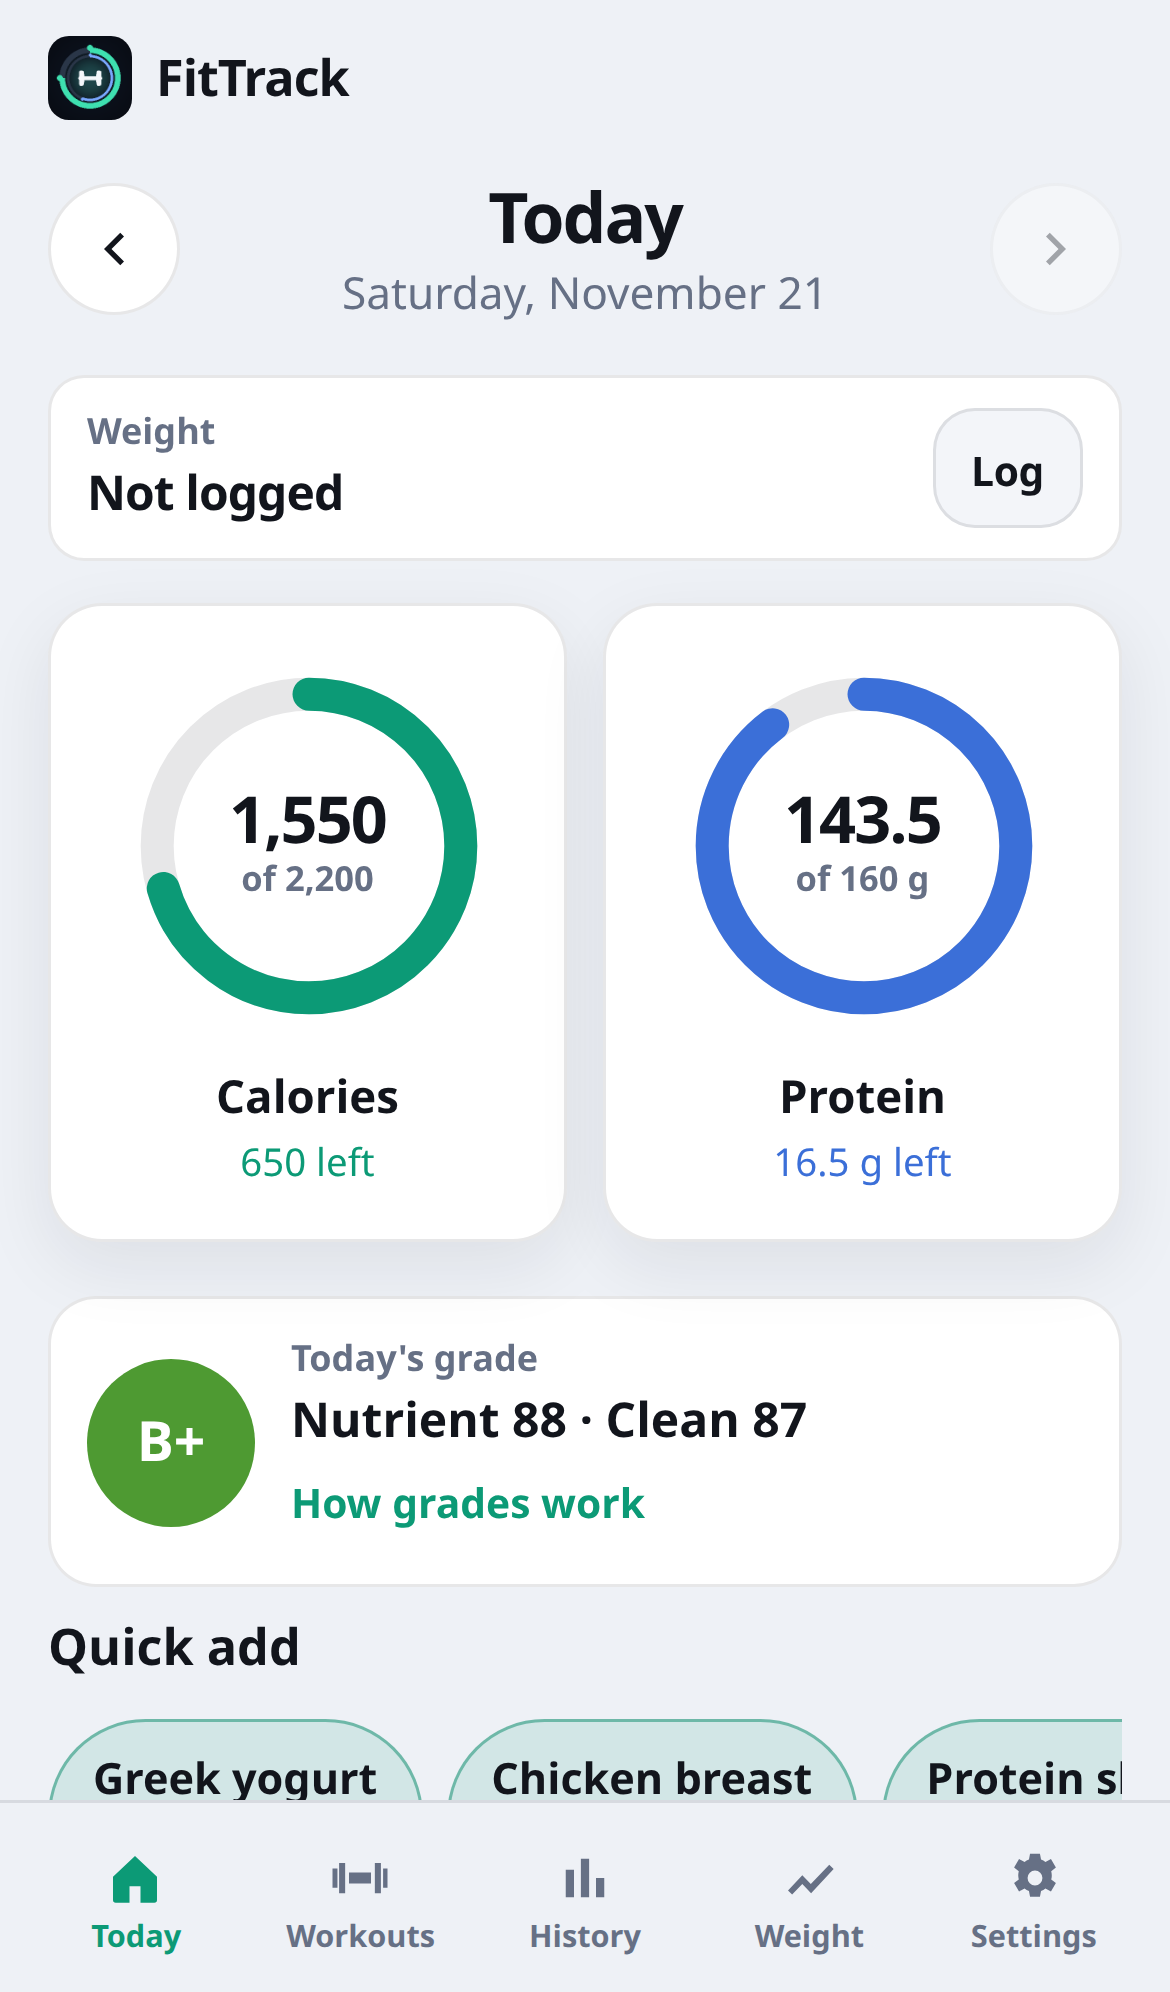 FitTrack
Today
Saturday, November 21
Weight
Not logged
Log
1,550
of 2,200
Calories
650 left
143.5
of 160 g
Protein
16.5 g left
Today's grade
B+
Nutrient 88 · Clean 87
How grades work
Quick add
Greek yogurt
Chicken breast
Protein
Today
Workouts
History
Weight
Settings